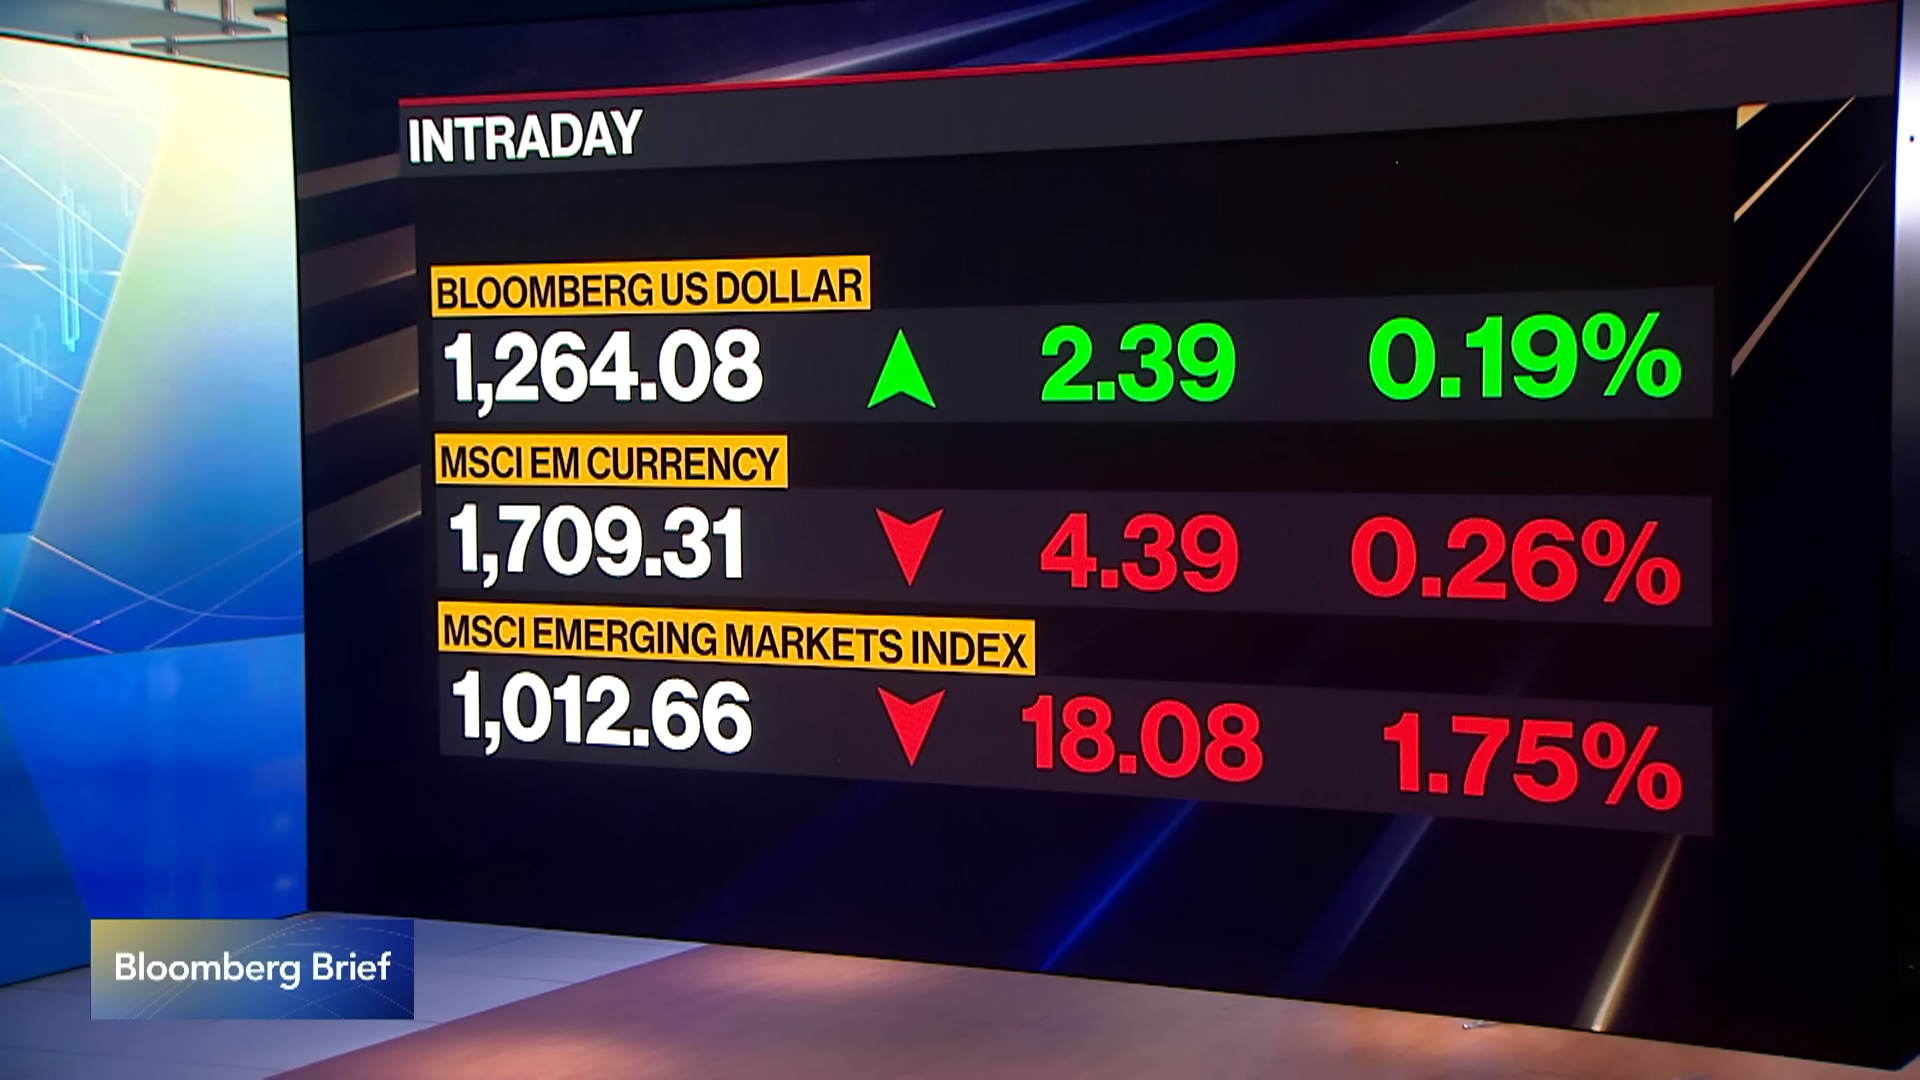 INTRADAY
BLOOMBERG US DOLLAR
1,264.08 2.39 0.19%
MSCI EM CURRENCY
1,709.31 4.39 0.26%
MSCI EMERGING MARKETS INDEX
1,012.66 18.08 1.75%
Bloomberg Brief